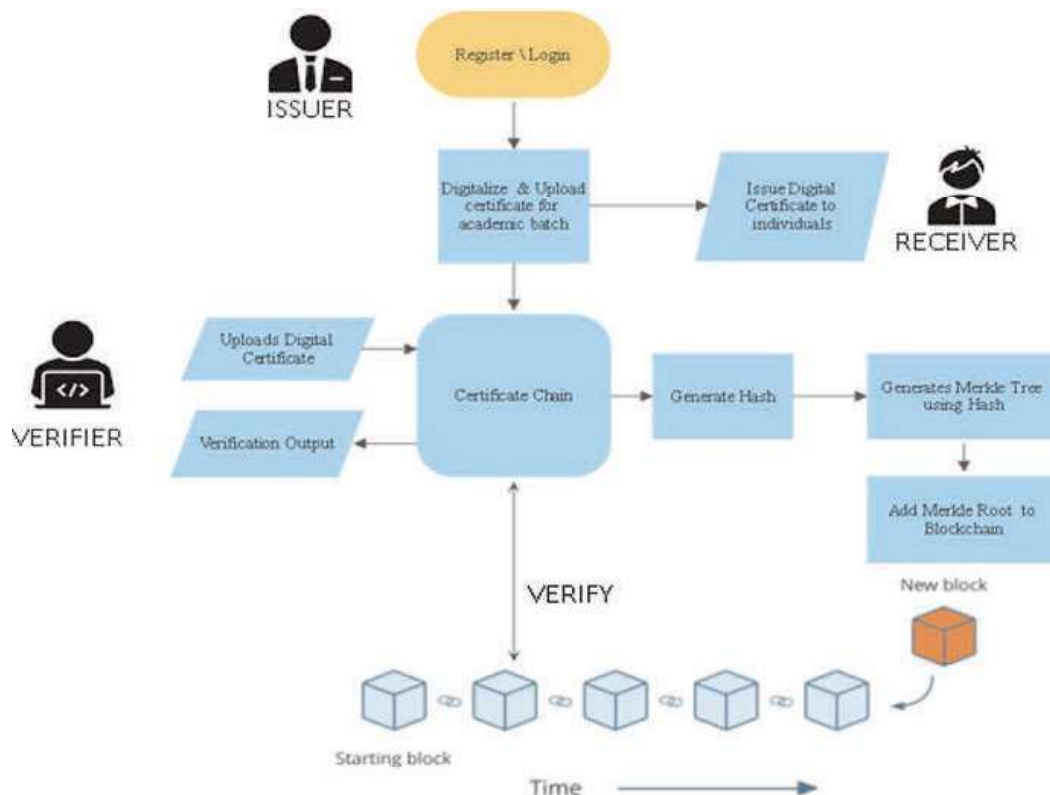 Register \ Login
ISSUER
Digitalize & Upload
certificate for
academic batch
Issue Digital
Certificate to
individuals
RECEIVER
Uploads Digital
Certificate
</>
VERIFIER
Verification Output
Certificate Chain
Generate Hash
Generates Merkle Tree
using Hash
Add Merkle Root to
Blockchain
VERIFY
New block
Starting block
Time